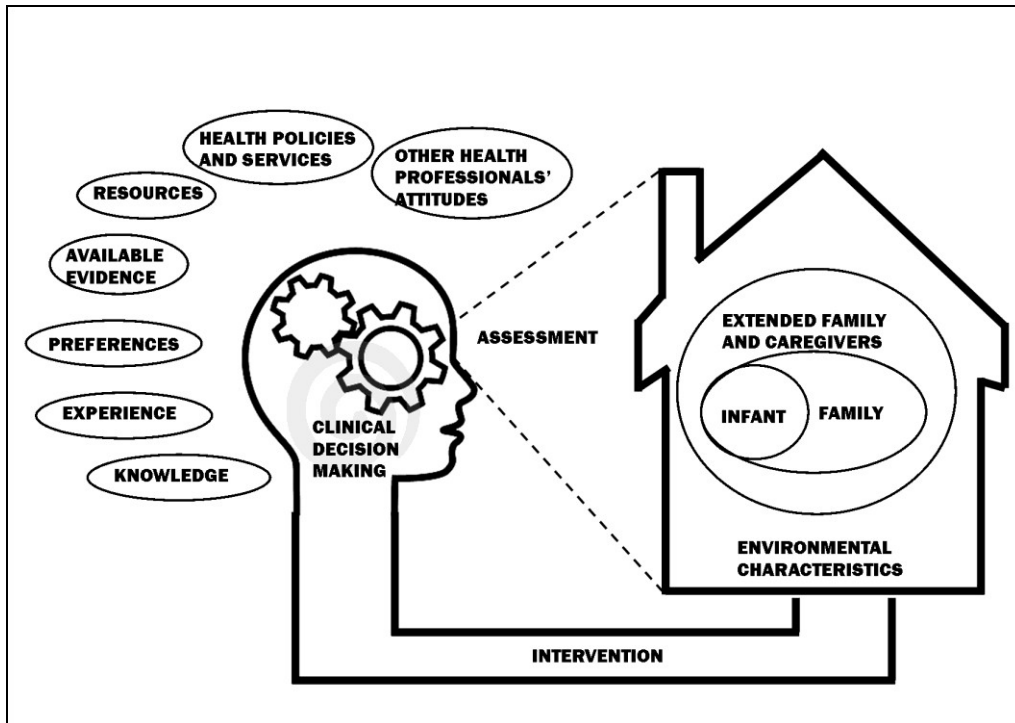 HEALTH POLICIES
AND SERVICES
OTHER HEALTH
PROFESSIONALS'
ATTITUDES
RESOURCES
AVAILABLE
EVIDENCE
PREFERENCES
EXPERIENCE
KNOWLEDGE
CLINICAL
DECISION
MAKING
ASSESSMENT
EXTENDED FAMILY
AND CAREGIVERS
INFANT
FAMILY
ENVIRONMENTAL
CHARACTERISTICS
INTERVENTION